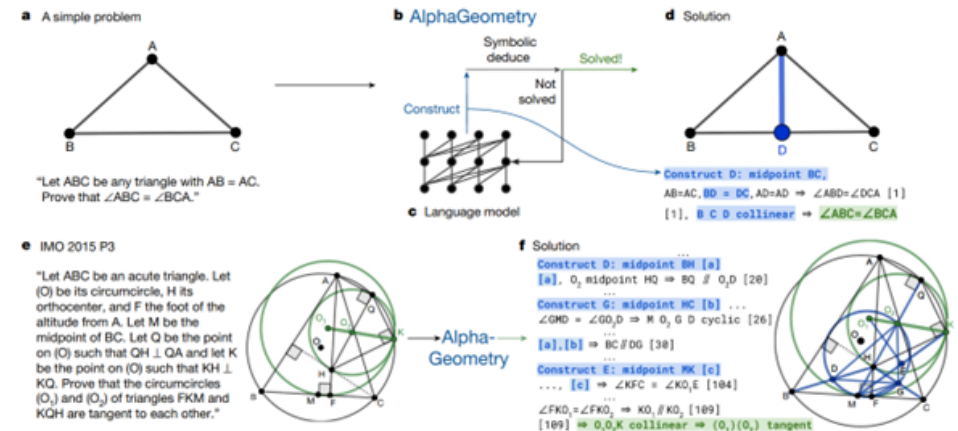 a A simple problem
A
B
C
"Let ABC be any triangle with AB = AC.
Prove that ∠ABC = ∠BCA."
b AlphaGeometry
Symbolic
deduce
Solved!
Not
solved
Construct
c Language model
d Solution
A
B
D
C
Construct D: midpoint BC,
AB=AC, BD = DC, AD=AD ⇒ ∠ABD=∠DCA [1]
[1], B C D collinear ⇒ ∠ABC=∠BCA
e IMO 2015 P3
"Let ABC be an acute triangle. Let
(O) be its circumcircle, H its
orthocenter, and F the foot of the
altitude from A. Let M be the
midpoint of BC. Let Q be the point
on (O) such that QH ⊥ QA and let K
be the point on (O) such that KH ⊥
KQ. Prove that the circumcircles
(O₁) and (O₂) of triangles FKM and
KQH are tangent to each other."
A
Q
O₁
O₂
K
O
H
B
M
F
C
Alpha-
Geometry
f Solution
...
Construct D: midpoint BH [a]
[a], O₂ midpoint HQ ⇒ BQ ∥ O₂D [20]
...
Construct G: midpoint HC [b] ...
∠GMD = ∠GO₂D ⇒ M O₂ G D cyclic [26]
...
[a],[b] ⇒ BC∥DG [30]
...
Construct E: midpoint MK [c]
..., [c] ⇒ ∠KFC = ∠KO₁E [104]
...
∠FKO₁=∠FKO₂ ⇒ KO₁∥KO₂ [109]
[109] ⇒ O₁O₂K collinear ⇒ (O₁)(O₂) tangent
A
Q
O₁
O₂
K
O
H
E
D
G
B
M
F
C